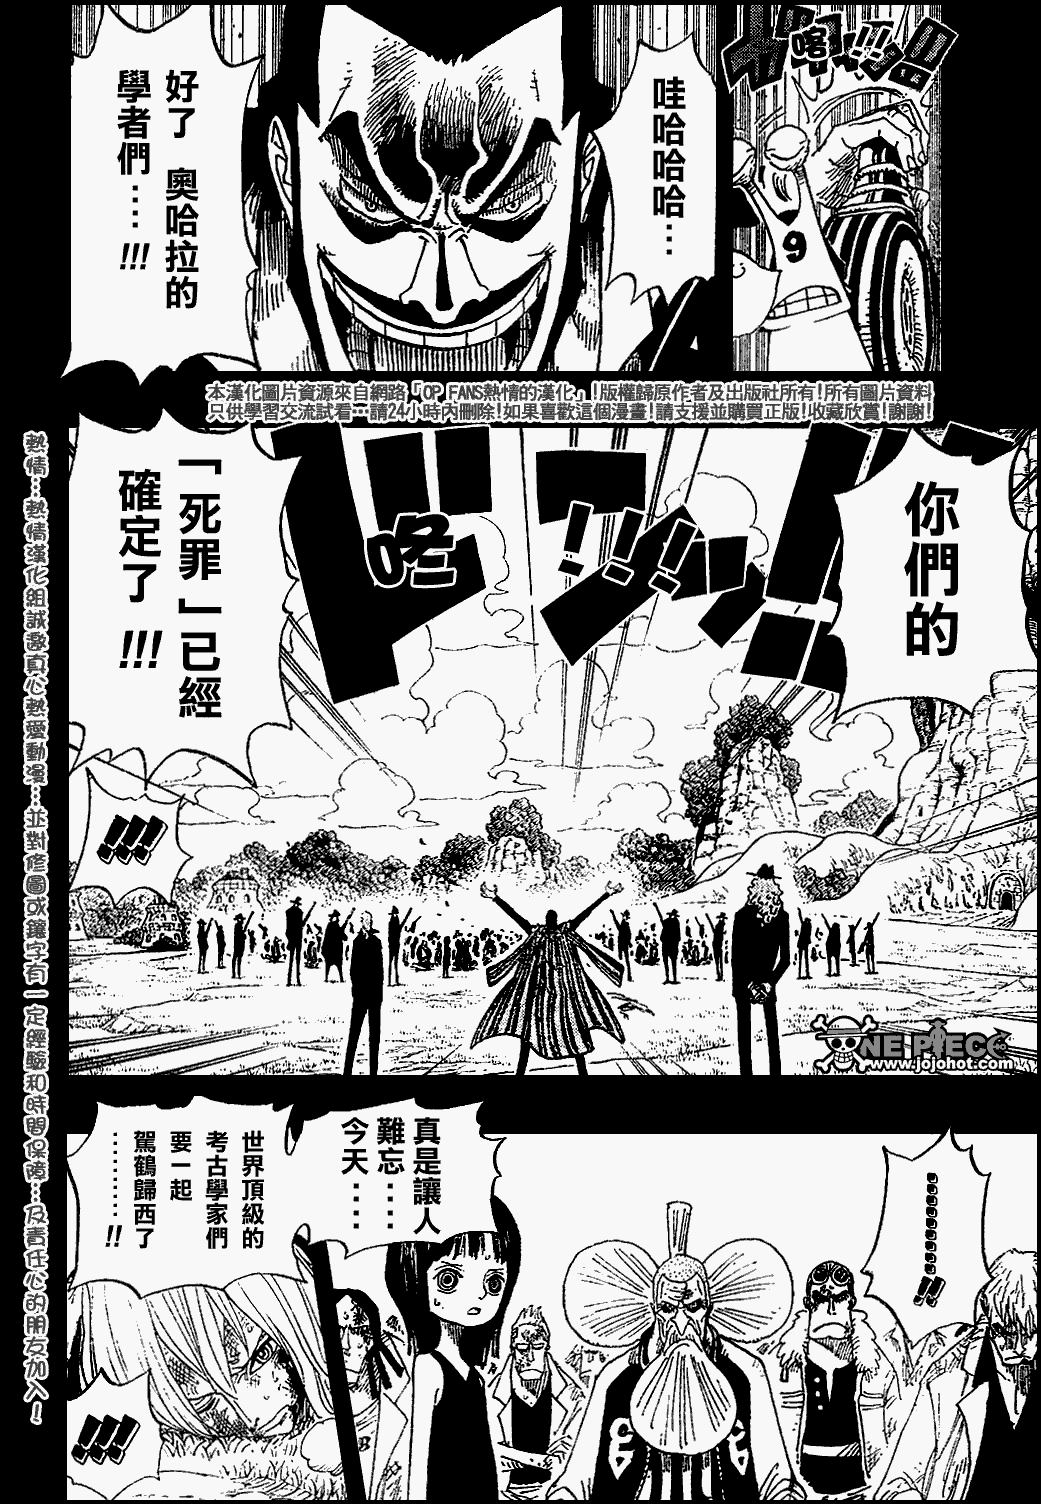 喀
!!!
哇哈哈哈哈…
好了 奧哈拉的
學者們……!!!
本漢化圖片資源來自網路「OP FANS熱情的漢化」!版權歸原作者及出版社所有!所有圖片資料
只供學習交流試看…請24小時內刪除!如果喜歡這個漫畫!請支援並購買正版!收藏欣賞!謝謝!
熱情…熱情漢化組誠邀真心熱愛動漫…並對修圖或鑲字有一定經驗和時間保障…及責任心的朋友加入!
9
你們的
ドォン!!
咚
!!
「死罪」已經
確定了!!!
!!!!
ONE PIECE
www.jojohot.com
…………!!
真是讓人
難忘……
今天……
世界頂級的
考古學家們
要一起
駕鶴歸西了
…………!!
!!!!